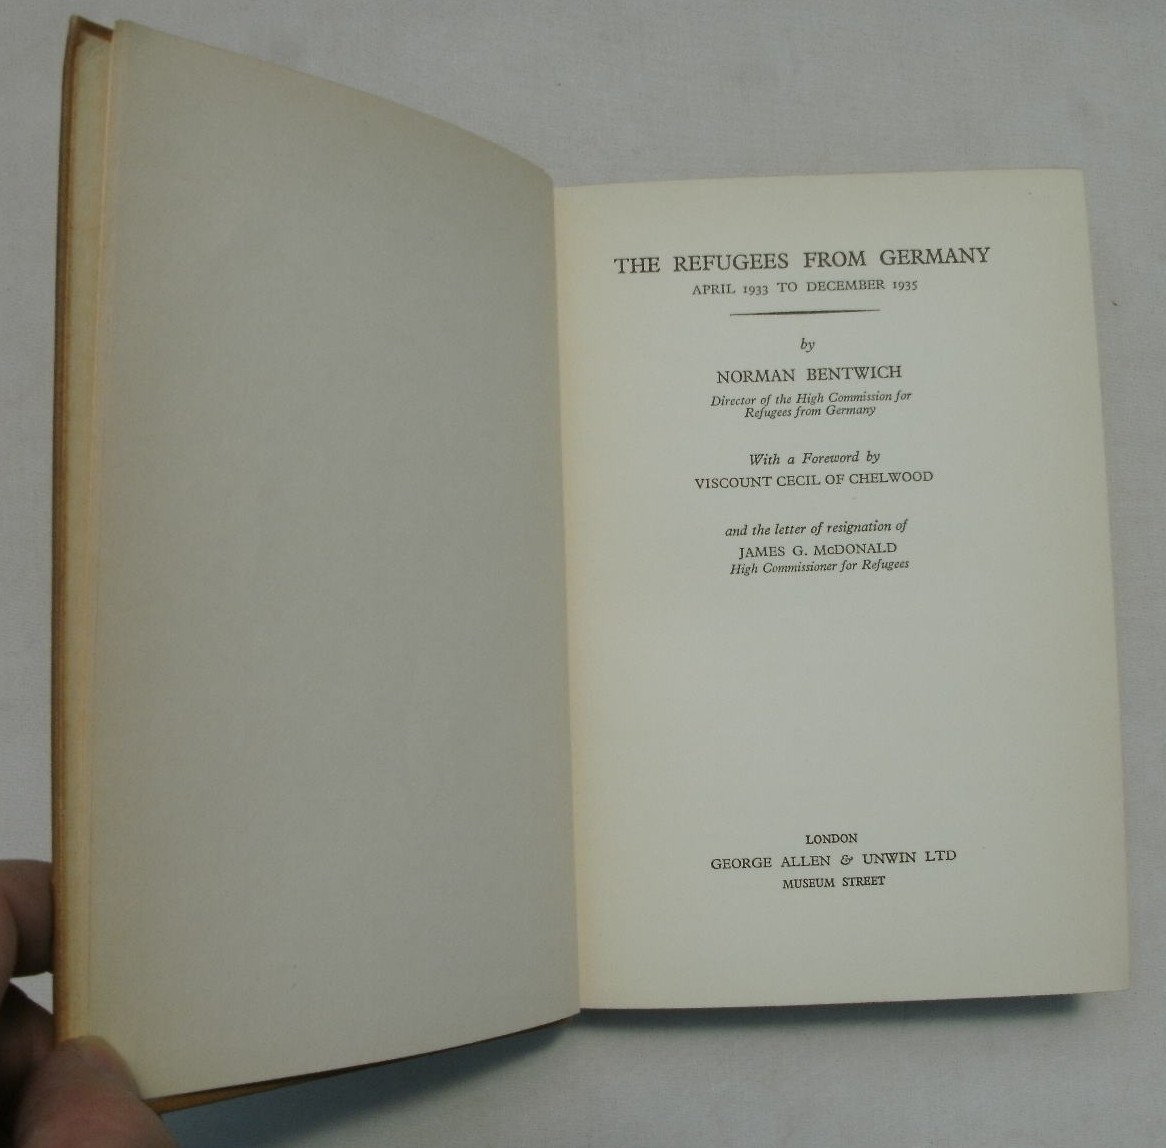 THE REFUGEES FROM GERMANY
APRIL 1933 TO DECEMBER 1935
by
NORMAN BENTWICH
Director of the High Commission for
Refugees from Germany
With a Foreword by
VISCOUNT CECIL OF CHELWOOD
and the letter of resignation of
JAMES G. McDONALD
High Commissioner for Refugees
LONDON
GEORGE ALLEN & UNWIN LTD
MUSEUM STREET